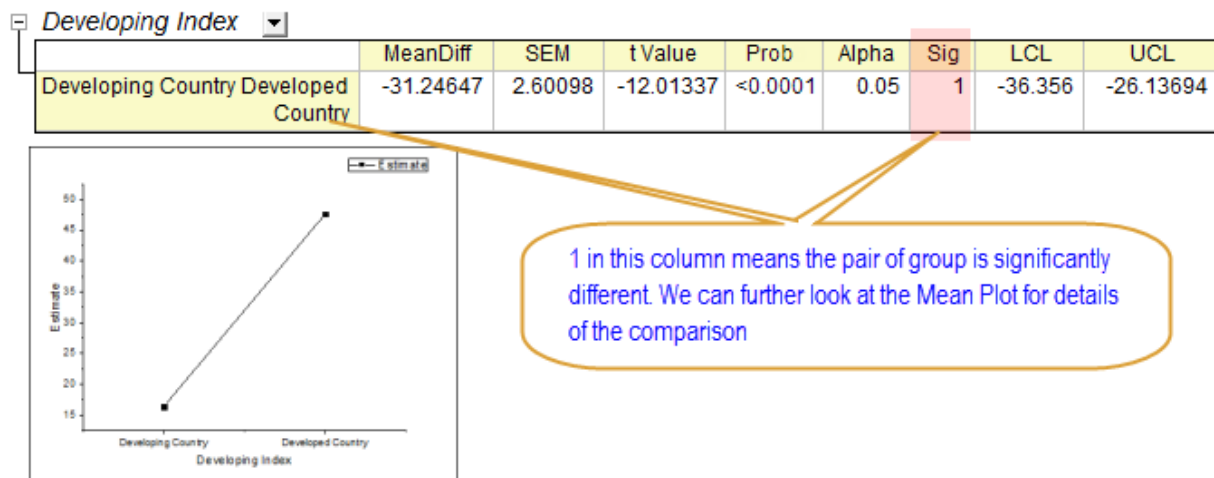 Developing Index
MeanDiff SEM t Value Prob Alpha Sig LCL UCL
Developing Country Developed -31.24647 2.60098 -12.01337 <0.0001 0.05 1 -36.356 -26.13694
Country
Estimate
50
45
40
35
30
25
20
15
Estimate
Developing Country Developed Country
Developing Index
1 in this column means the pair of group is significantly
different. We can further look at the Mean Plot for details
of the comparison